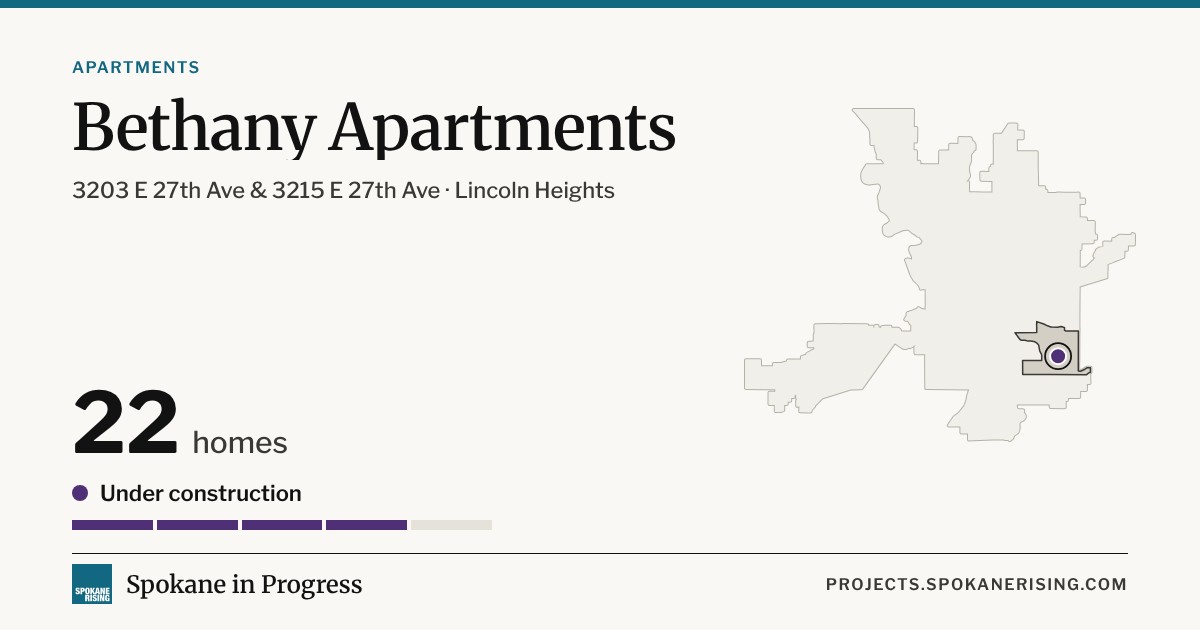 APARTMENTS
Bethany Apartments
3203 E 27th Ave & 3215 E 27th Ave · Lincoln Heights
22 homes
Under construction
SPOKANE
RISING
Spokane in Progress
PROJECTS.SPOKANERISING.COM